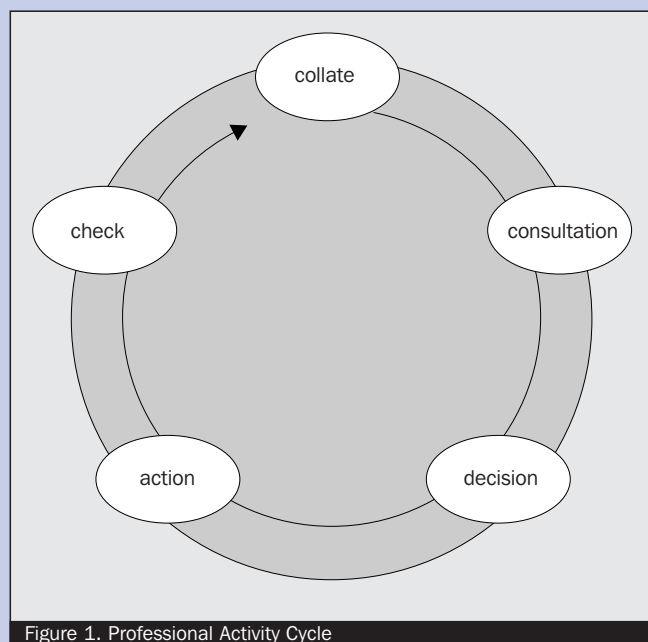 collate
check
consultation
action
decision
Figure 1. Professional Activity Cycle